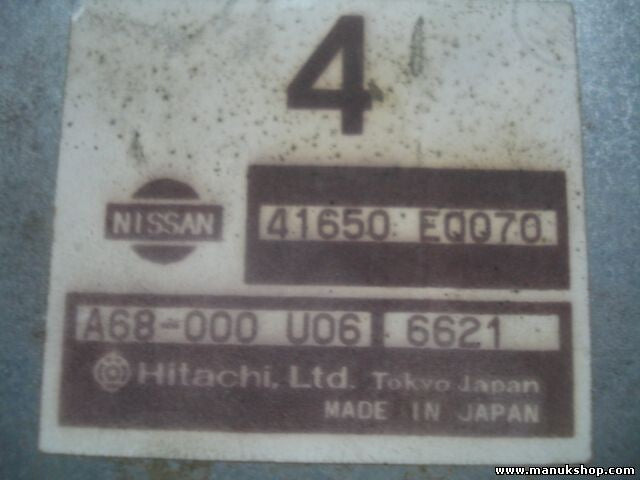 4
NISSAN
41650 EQ070
A68-000 U06 6621
Hitachi, Ltd. Tokyo Japan
MADE IN JAPAN
www.manukshop.com